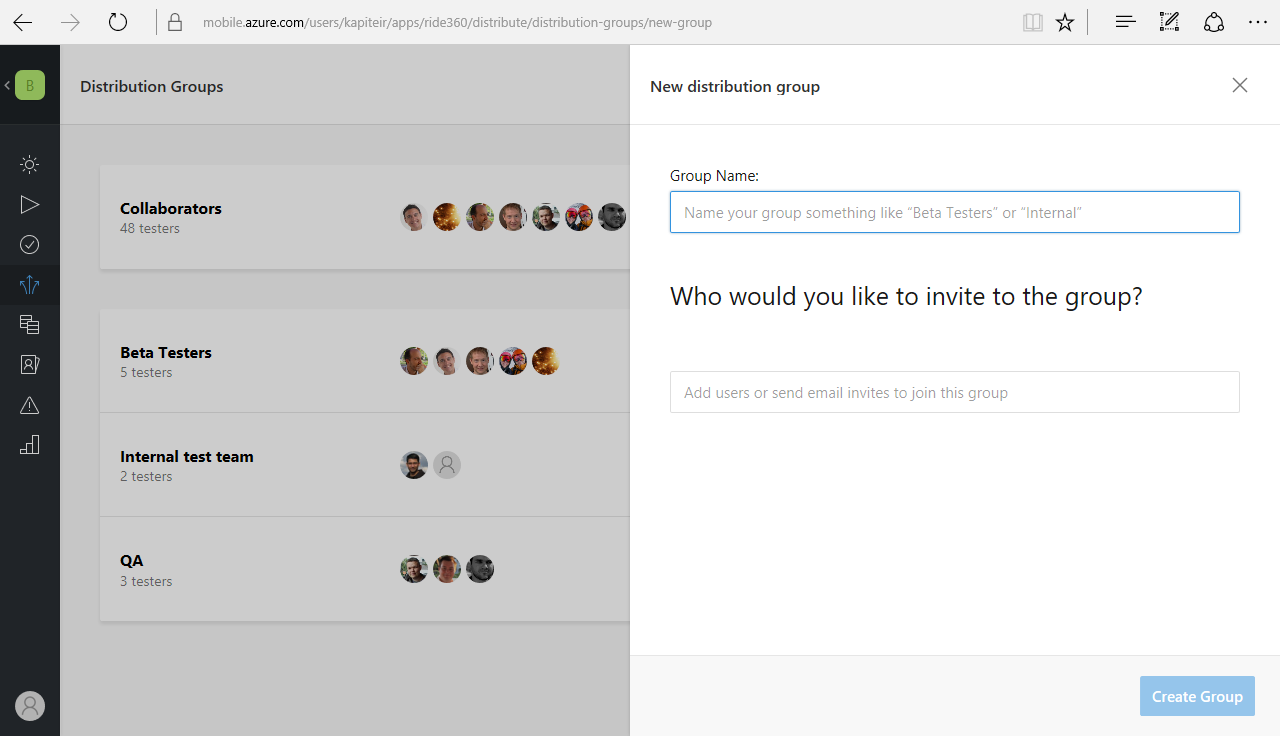 mobile.azure.com/users/kapiteir/apps/ride360/distribute/distribution-groups/new-group
B
Distribution Groups
Collaborators
48 testers
Beta Testers
5 testers
Internal test team
2 testers
QA
3 testers
New distribution group
Group Name:
Name your group something like “Beta Testers” or “Internal”
Who would you like to invite to the group?
Add users or send email invites to join this group
Create Group